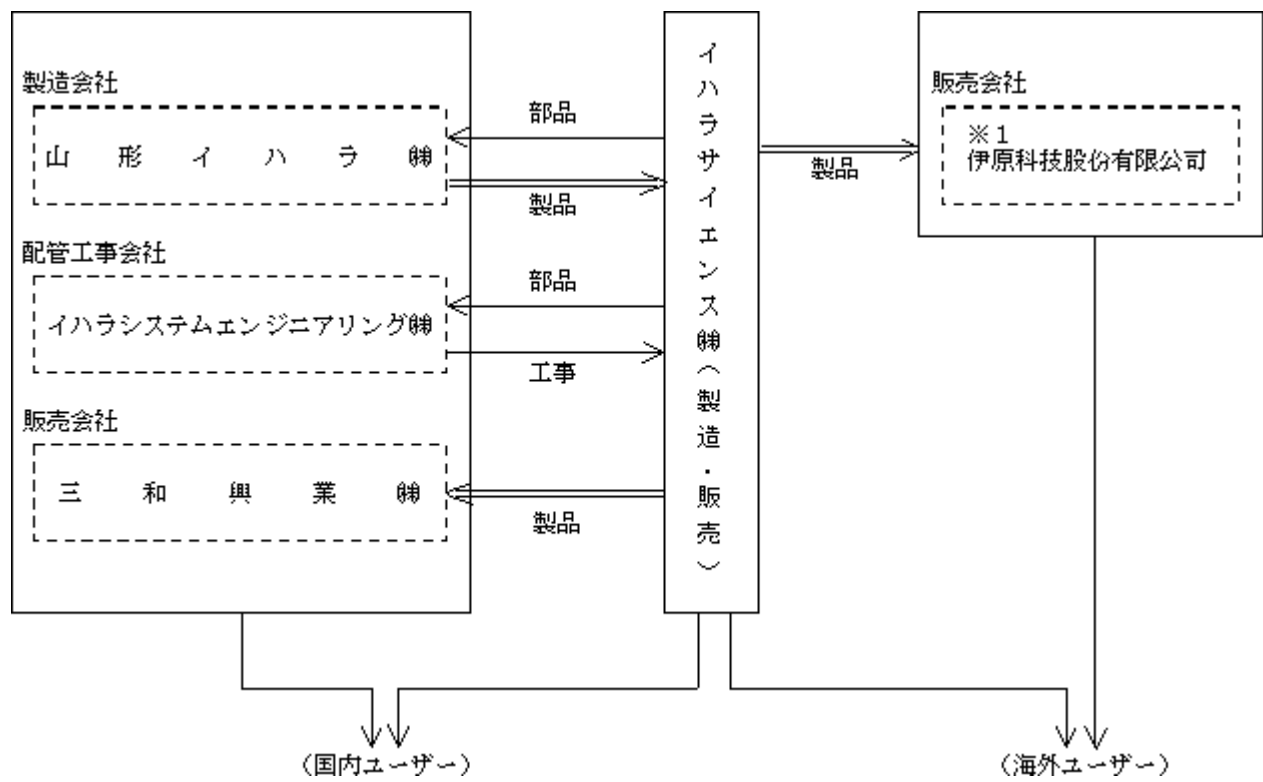 製造会社
山形イハラ㈱
配管工事会社
イハラシステムエンジニアリング㈱
販売会社
三和興業㈱
部品
製品
部品
工事
製品
イハラサイエンス㈱(製造・販売)
製品
販売会社
※1
伊原科技股份有限公司
(国内ユーザー)
(海外ユーザー)